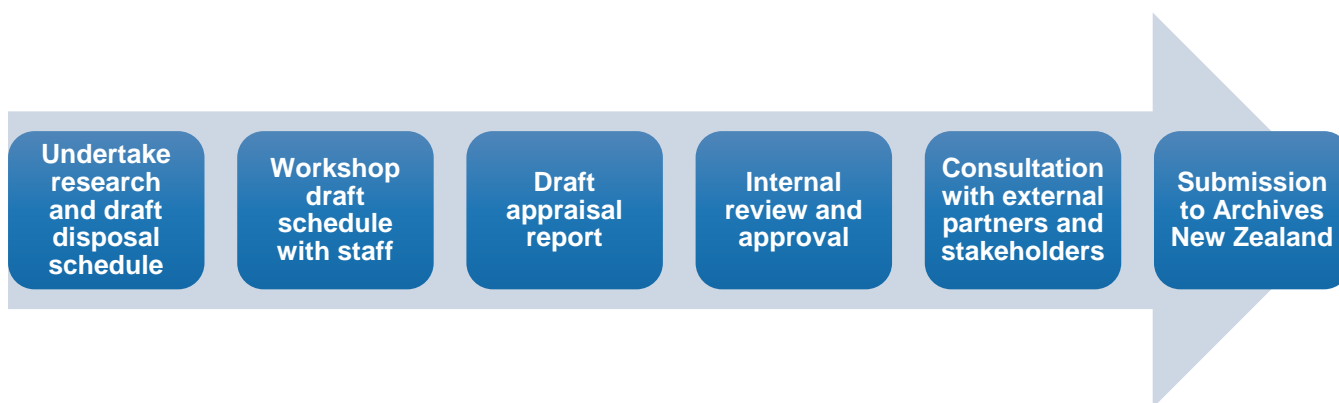 Undertake
research
and draft
disposal
schedule
Workshop
draft
schedule
with staff
Draft
appraisal
report
Internal
review and
approval
Consultation
with external
partners and
stakeholders
Submission
to Archives
New Zealand